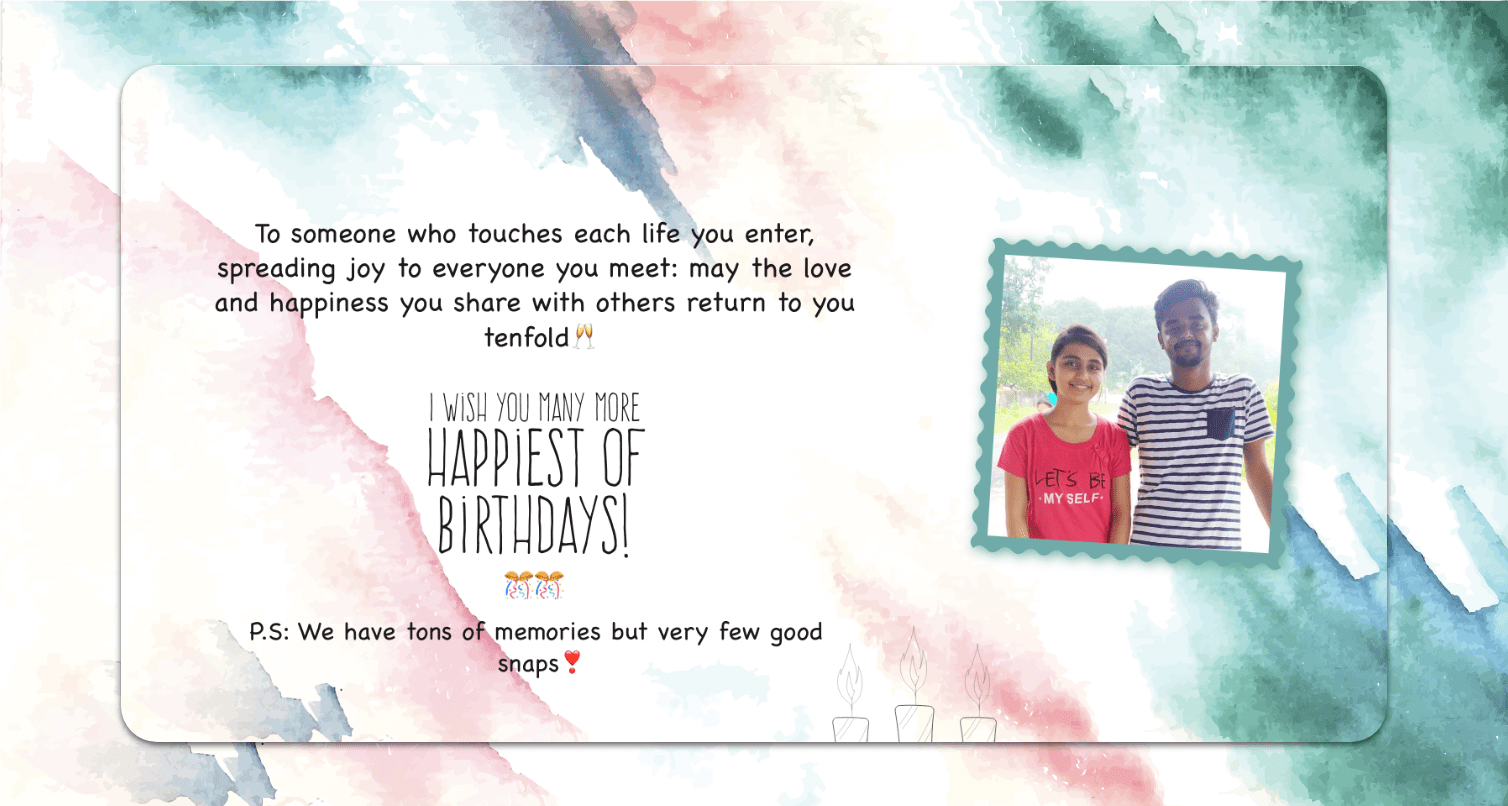 To someone who touches each life you enter,
spreading joy to everyone you meet: may the love
and happiness you share with others return to you
tenfold🥂
I WiSH YOU MANY MORE
HAPPiEST OF
BiRTHDAYS!
🎊🎊
P.S: We have tons of memories but very few good
snaps❣️
LET'S BE
·MY SELF·